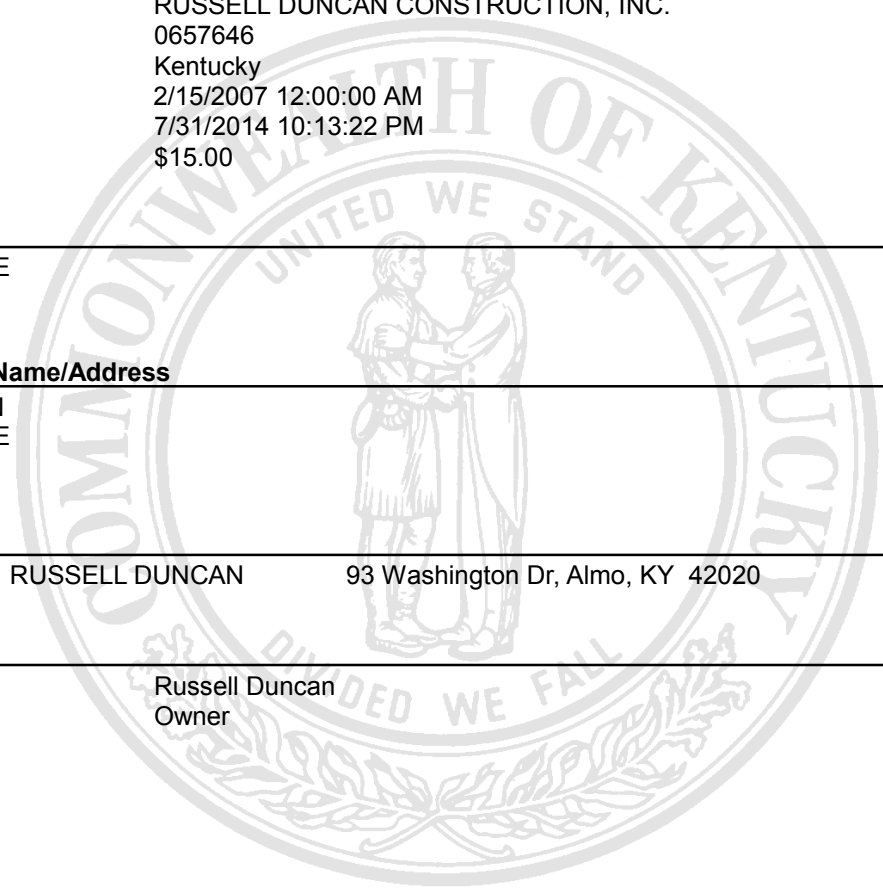 RUSSELL DUNCAN CONSTRUCTION, INC.
0657646
Kentucky
2/15/2007 12:00:00 AM
7/31/2014 10:13:22 PM
$15.00
E
Name/Address
E
RUSSELL DUNCAN 93 Washington Dr, Almo, KY 42020
Russell Duncan
Owner
COMMONWEALTH OF KENTUCKY
UNITED WE STAND
DIVIDED WE FALL